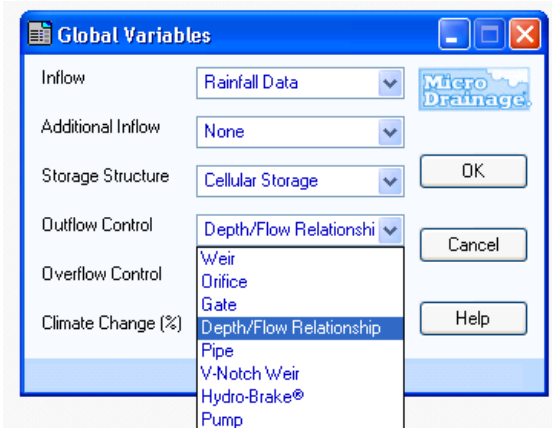 Global Variables
Inflow
Rainfall Data
Micro
Drainage
Additional Inflow
None
Storage Structure
Cellular Storage
OK
Outflow Control
Depth/Flow Relationshi
Cancel
Weir
Overflow Control
Orifice
Gate
Climate Change (%)
Depth/Flow Relationship
Help
Pipe
V-Notch Weir
Hydro-Brake®
Pump